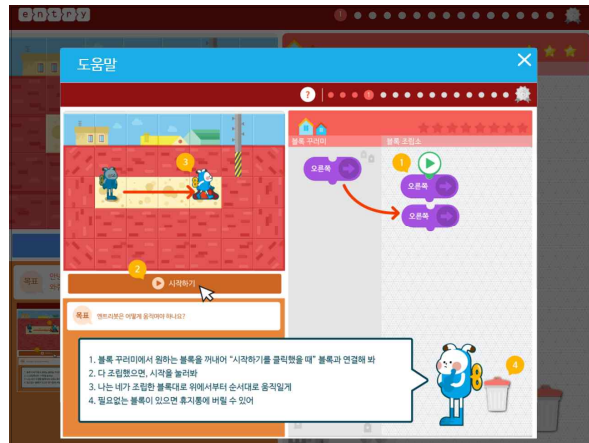 entry
도움말
?
1
블록 꾸러미
블록 조립소
오른쪽
1
오른쪽
오른쪽
3
2
시작하기
목표 엔트리봇은 어떻게 움직여야 하나요?
1. 블록 꾸러미에서 원하는 블록을 꺼내어 "시작하기를 클릭했을 때" 블록과 연결해 봐
2. 다 조립했으면, 시작을 눌러봐
3. 나는 네가 조립한 블록대로 위에서부터 순서대로 움직일게
4. 필요없는 블록이 있으면 휴지통에 버릴 수 있어
4
목표